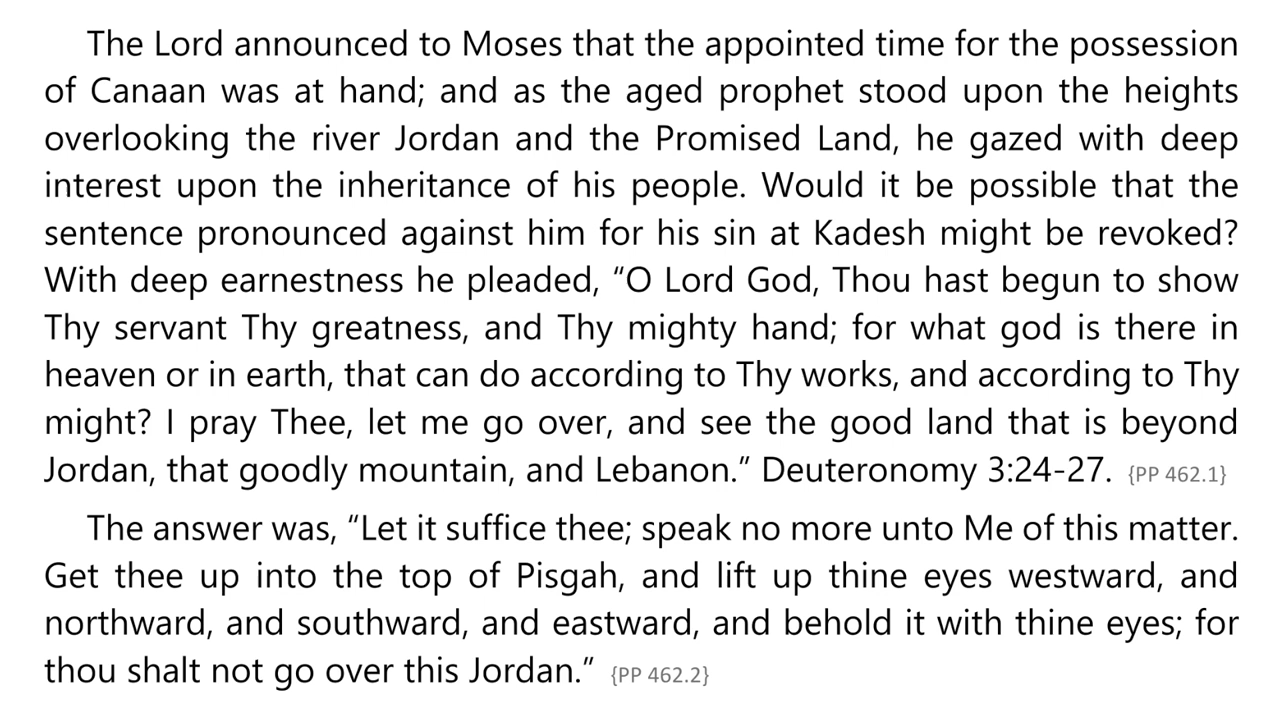 The Lord announced to Moses that the appointed time for the possession
of Canaan was at hand; and as the aged prophet stood upon the heights
overlooking the river Jordan and the Promised Land, he gazed with deep
interest upon the inheritance of his people. Would it be possible that the
sentence pronounced against him for his sin at Kadesh might be revoked?
With deep earnestness he pleaded, “O Lord God, Thou hast begun to show
Thy servant Thy greatness, and Thy mighty hand; for what god is there in
heaven or in earth, that can do according to Thy works, and according to Thy
might? I pray Thee, let me go over, and see the good land that is beyond
Jordan, that goodly mountain, and Lebanon.” Deuteronomy 3:24-27. {PP 462.1}
The answer was, “Let it suffice thee; speak no more unto Me of this matter.
Get thee up into the top of Pisgah, and lift up thine eyes westward, and
northward, and southward, and eastward, and behold it with thine eyes; for
thou shalt not go over this Jordan.” {PP 462.2}